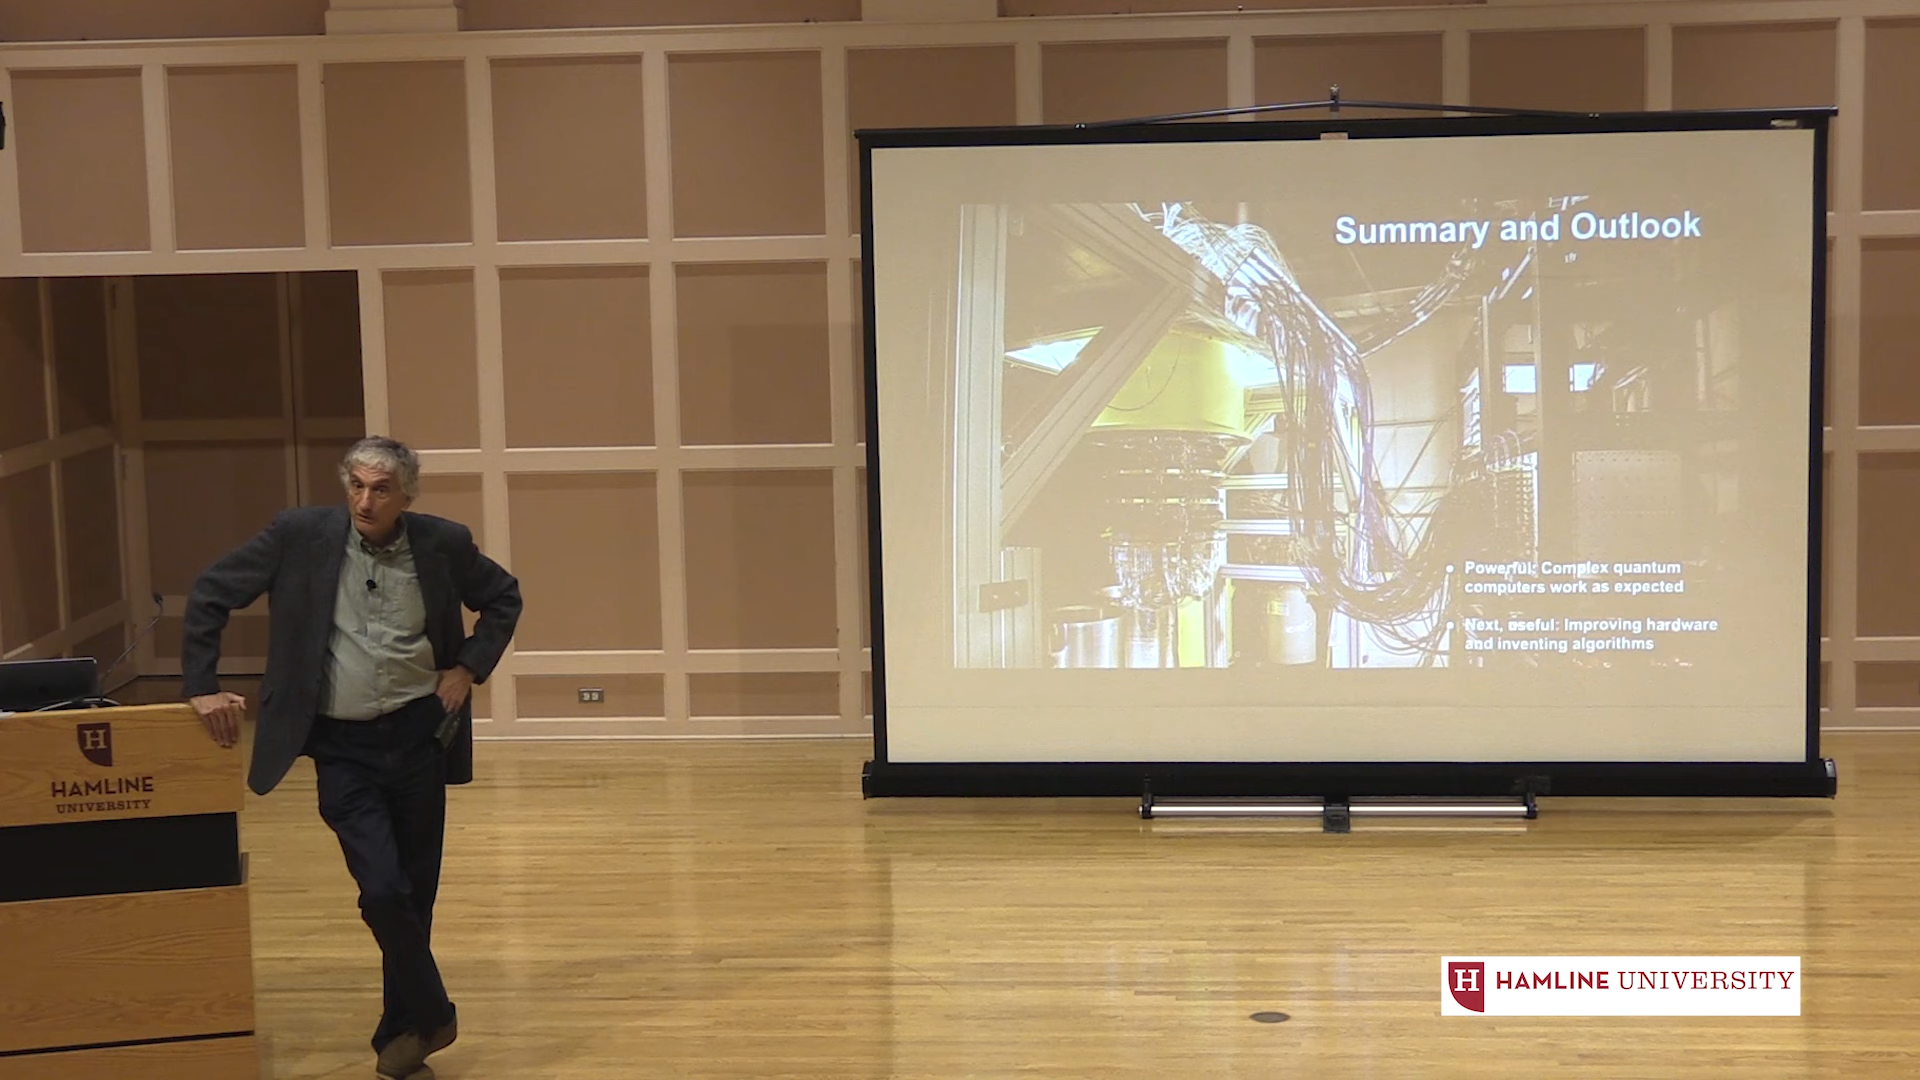 Summary and Outlook
Powerful: Complex quantum
computers work as expected
Next, useful: Improving hardware
and inventing algorithms
H
HAMLINE
UNIVERSITY
H HAMLINE UNIVERSITY